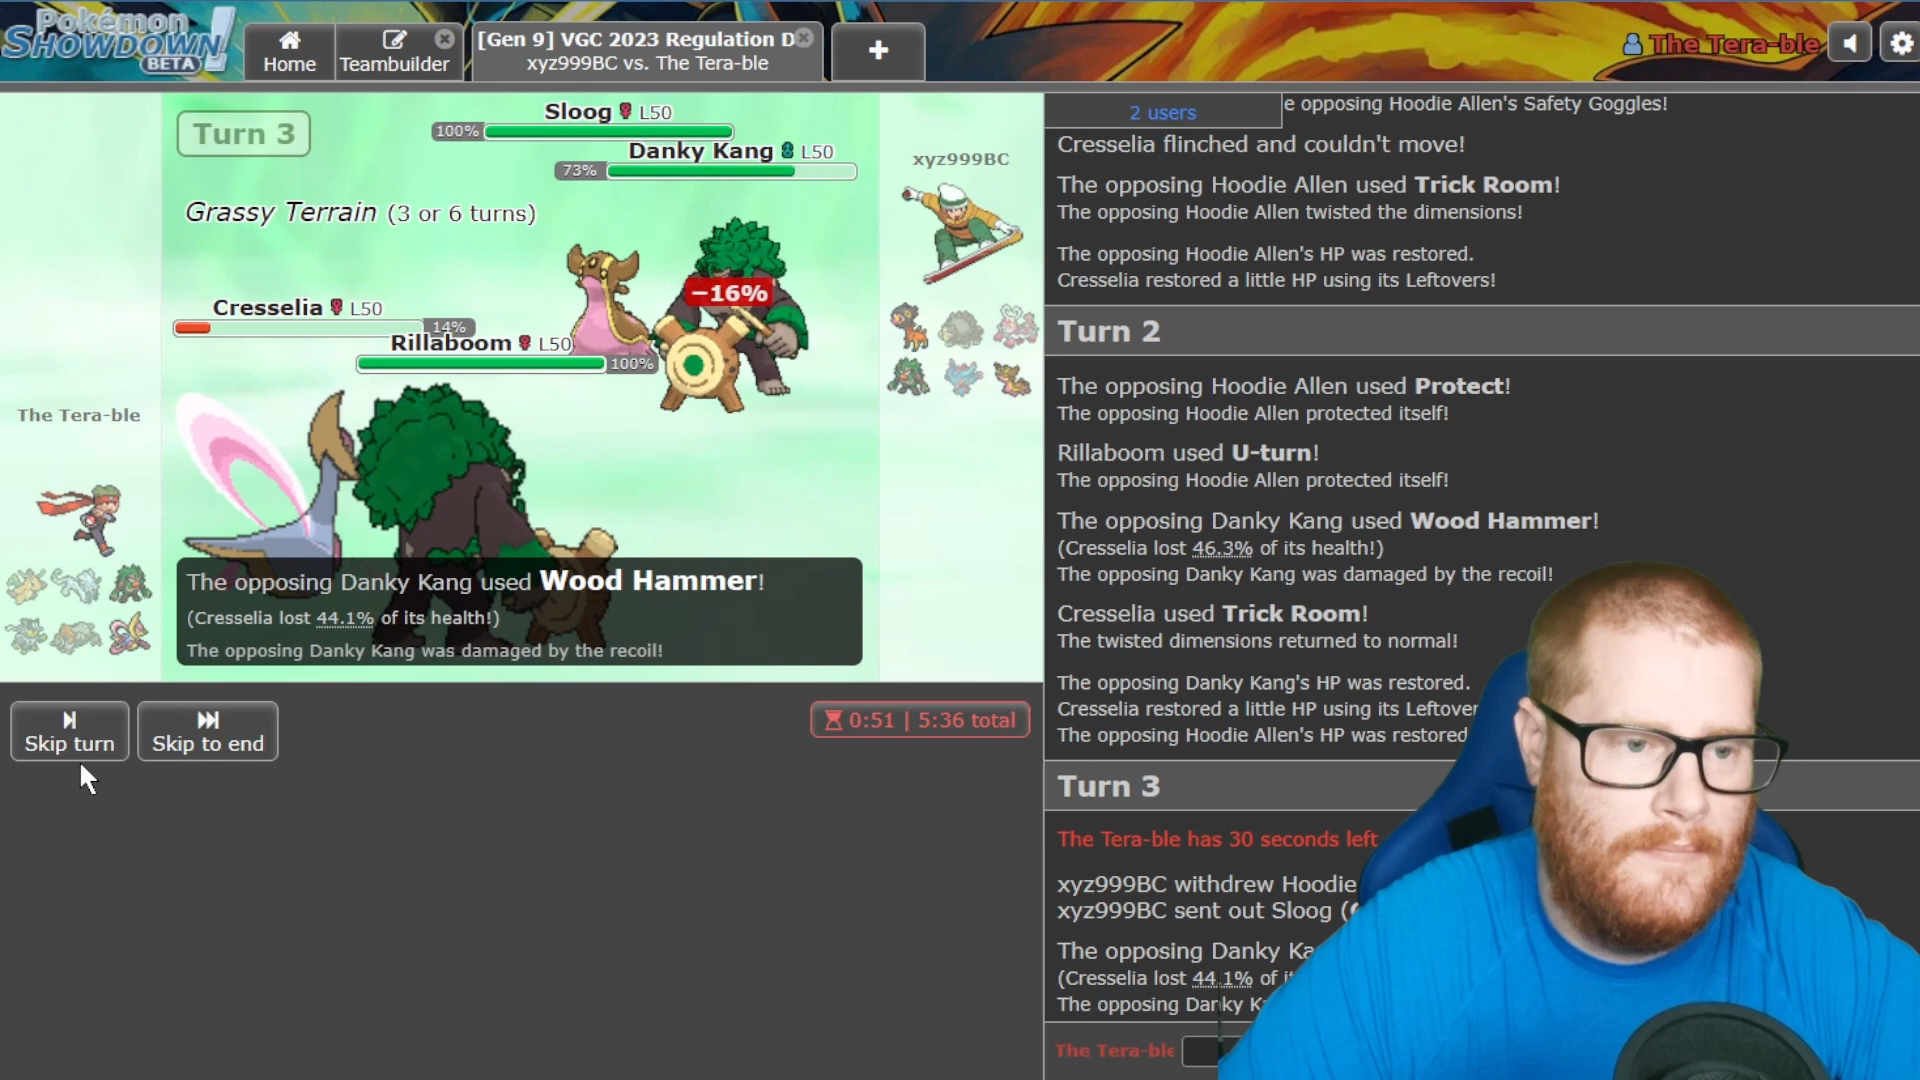 Pokémon
SHOWDOWN!
BETA
Home
Teambuilder
[Gen 9] VGC 2023 Regulation D
xyz999BC vs. The Tera-ble
+
The Tera-ble
Turn 3
Sloog L50
100%
Danky Kang L50
73%
Grassy Terrain (3 or 6 turns)
xyz999BC
−16%
Cresselia L50
14%
Rillaboom L50
100%
The Tera-ble
The opposing Danky Kang used Wood Hammer!
(Cresselia lost 44.1% of its health!)
The opposing Danky Kang was damaged by the recoil!
Skip turn
Skip to end
0:51 | 5:36 total
2 users
e opposing Hoodie Allen's Safety Goggles!
Cresselia flinched and couldn't move!
The opposing Hoodie Allen used Trick Room!
The opposing Hoodie Allen twisted the dimensions!
The opposing Hoodie Allen's HP was restored.
Cresselia restored a little HP using its Leftovers!
Turn 2
The opposing Hoodie Allen used Protect!
The opposing Hoodie Allen protected itself!
Rillaboom used U-turn!
The opposing Hoodie Allen protected itself!
The opposing Danky Kang used Wood Hammer!
(Cresselia lost 46.3% of its health!)
The opposing Danky Kang was damaged by the recoil!
Cresselia used Trick Room!
The twisted dimensions returned to normal!
The opposing Danky Kang's HP was restored.
Cresselia restored a little HP using its Leftover
The opposing Hoodie Allen's HP was restored
Turn 3
The Tera-ble has 30 seconds left
xyz999BC withdrew Hoodie
xyz999BC sent out Sloog (
The opposing Danky Ka
(Cresselia lost 44.1% of it
The opposing Danky K
The Tera-ble